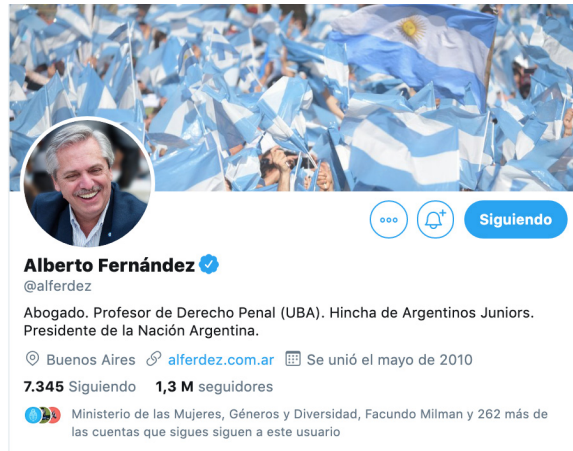 Siguiendo
Alberto Fernández
@alferdez
Abogado. Profesor de Derecho Penal (UBA). Hincha de Argentinos Juniors.
Presidente de la Nación Argentina.
Buenos Aires alferdez.com.ar Se unió el mayo de 2010
7.345 Siguiendo 1,3 M seguidores
Ministerio de las Mujeres, Géneros y Diversidad, Facundo Milman y 262 más de
las cuentas que sigues siguen a este usuario